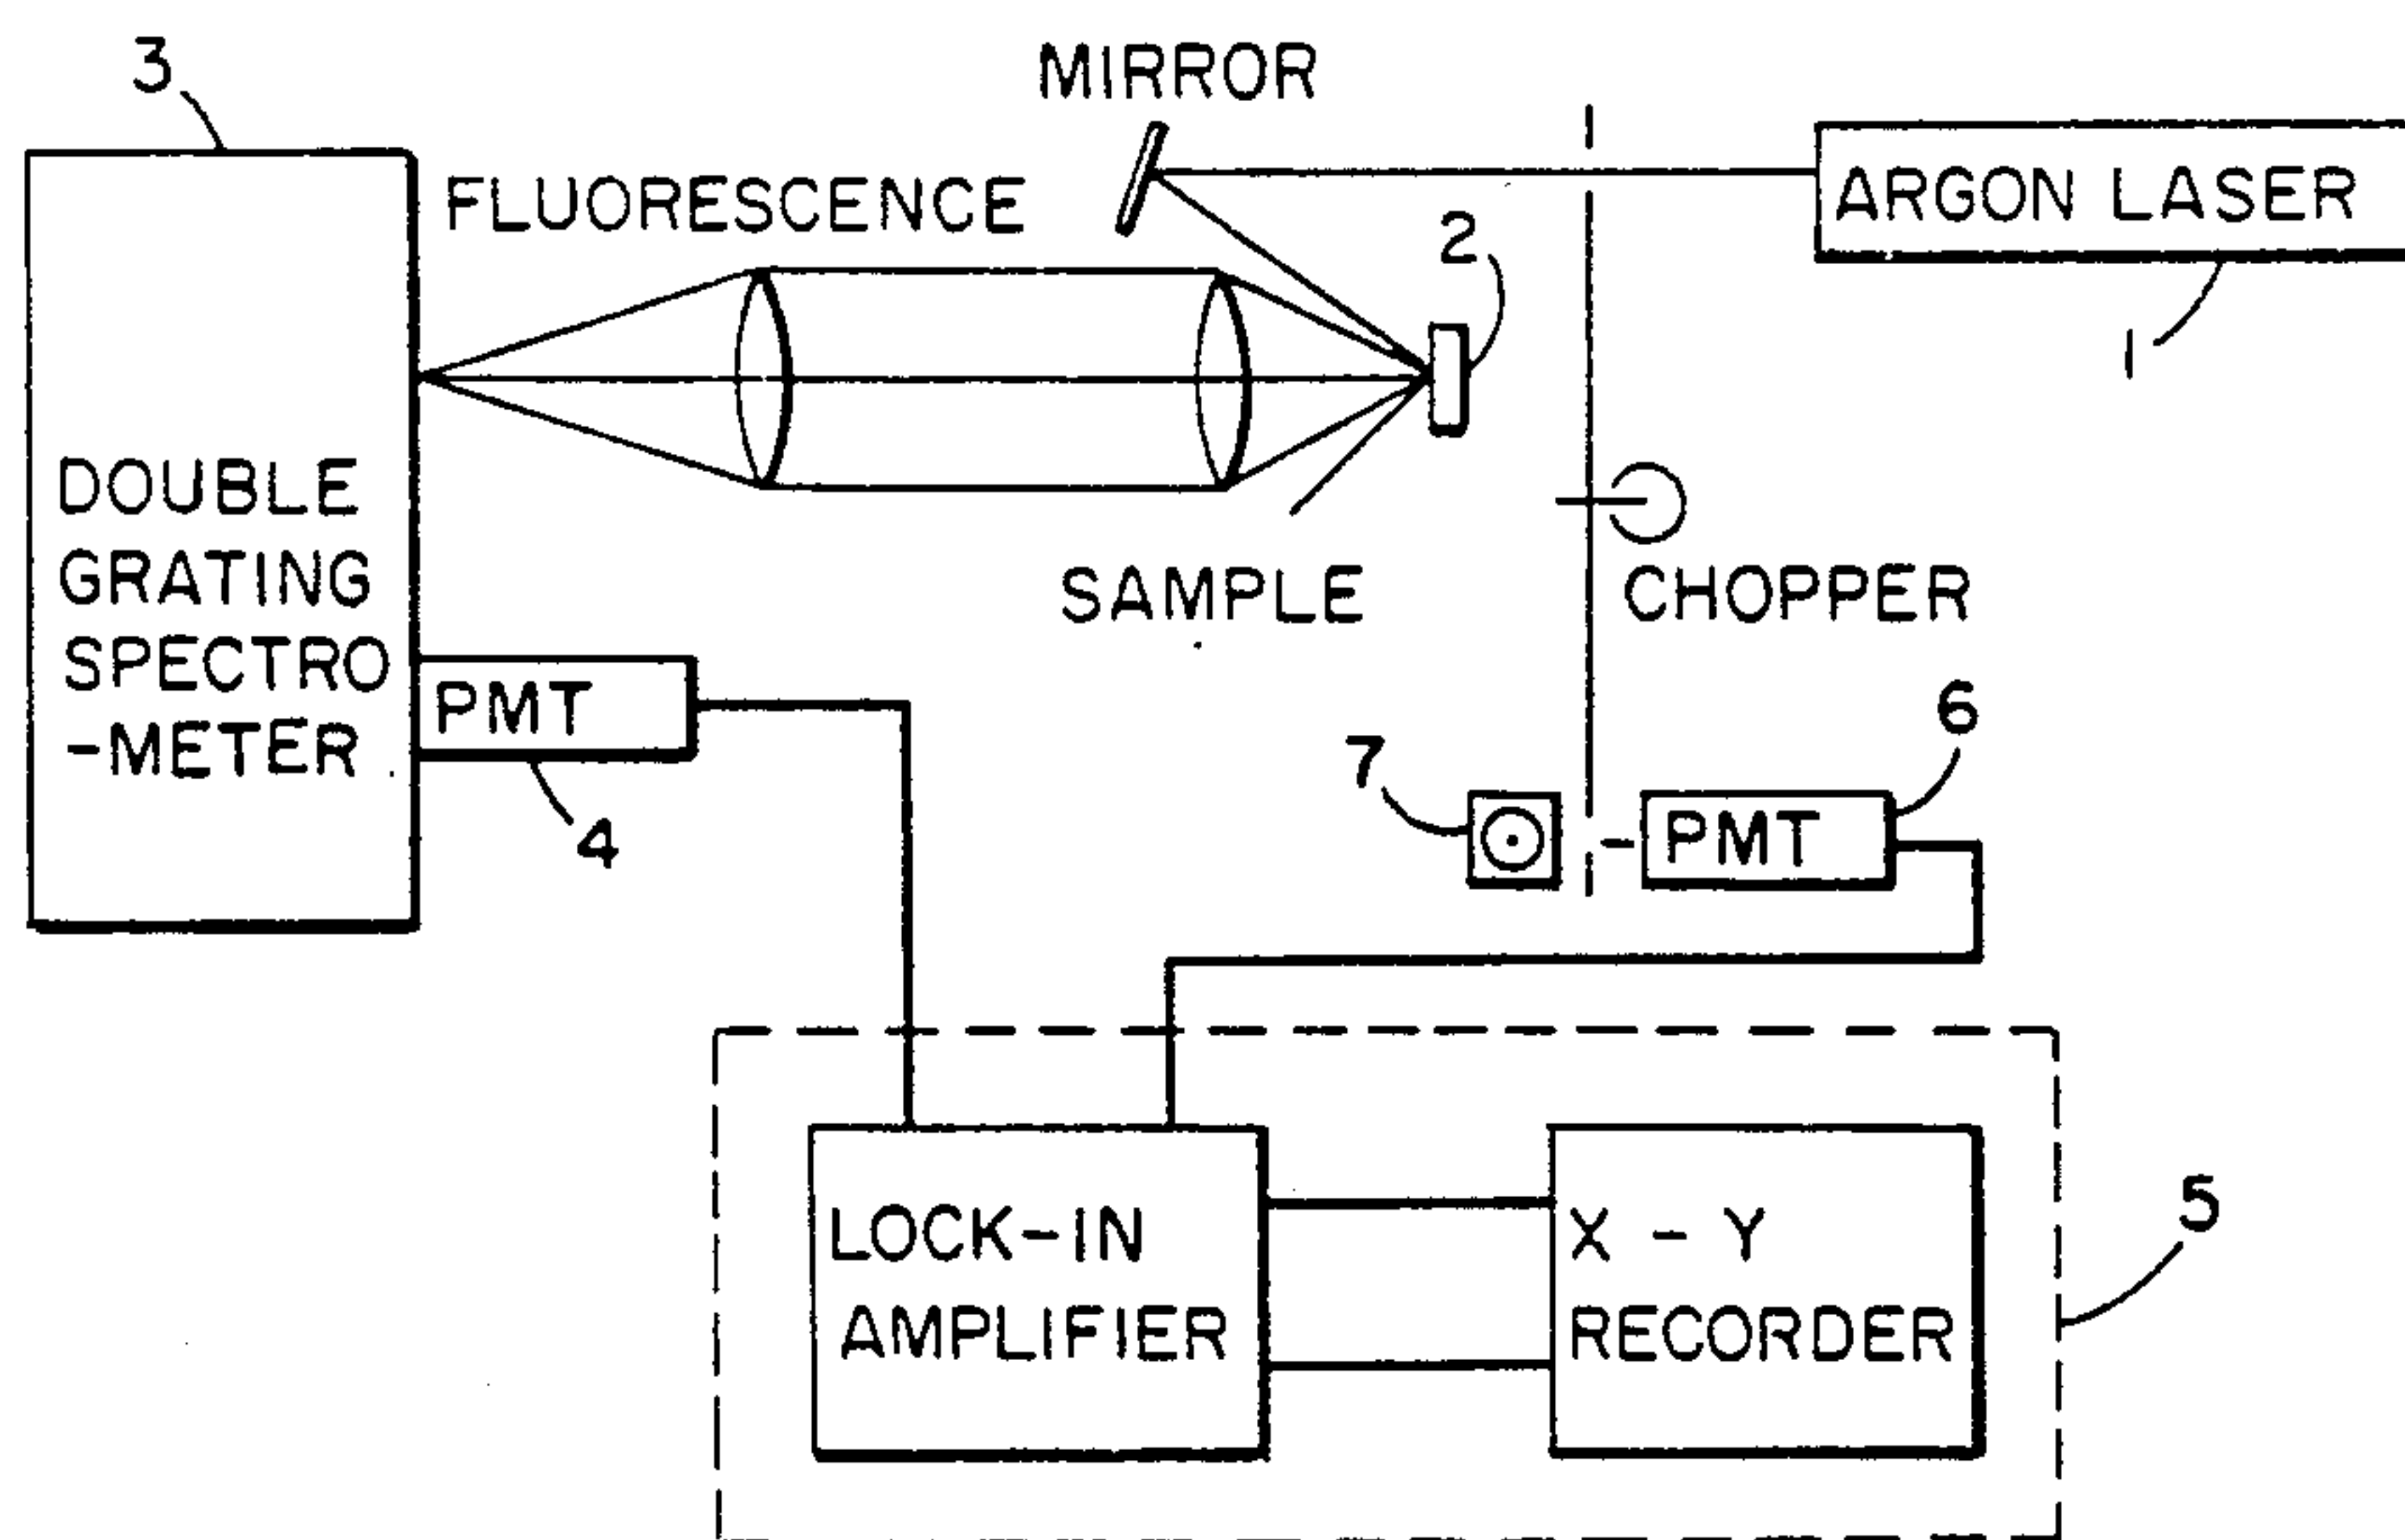 3
MIRROR
FLUORESCENCE
ARGON LASER
2
1
DOUBLE
GRATING
SPECTRO
-METER
SAMPLE
CHOPPER
PMT
4
7
6
PMT
LOCK-IN
AMPLIFIER
X - Y
RECORDER
5